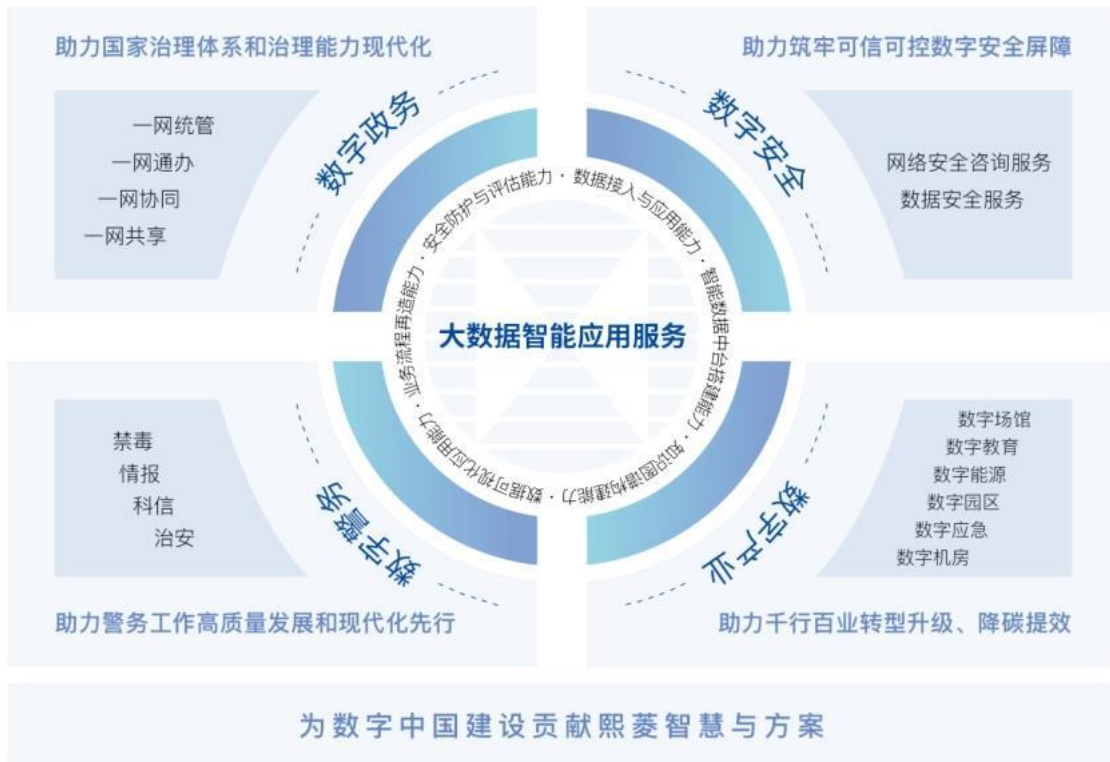 助力国家治理体系和治理能力现代化
数字政务
一网统管
一网通办
一网协同
一网共享
助力筑牢可信可控数字安全屏障
数字安全
网络安全咨询服务
数据安全服务
大数据智能应用服务
数据接入与应用能力·智能数据中台搭建能力·知识图谱构建能力·数据可视化应用能力·业务流程再造能力·安全防护与评估能力·
数字警务
禁毒
情报
科信
治安
助力警务工作高质量发展和现代化先行
数字产业
数字场馆
数字教育
数字能源
数字园区
数字应急
数字机房
助力千行百业转型升级、降碳提效
为数字中国建设贡献熙菱智慧与方案